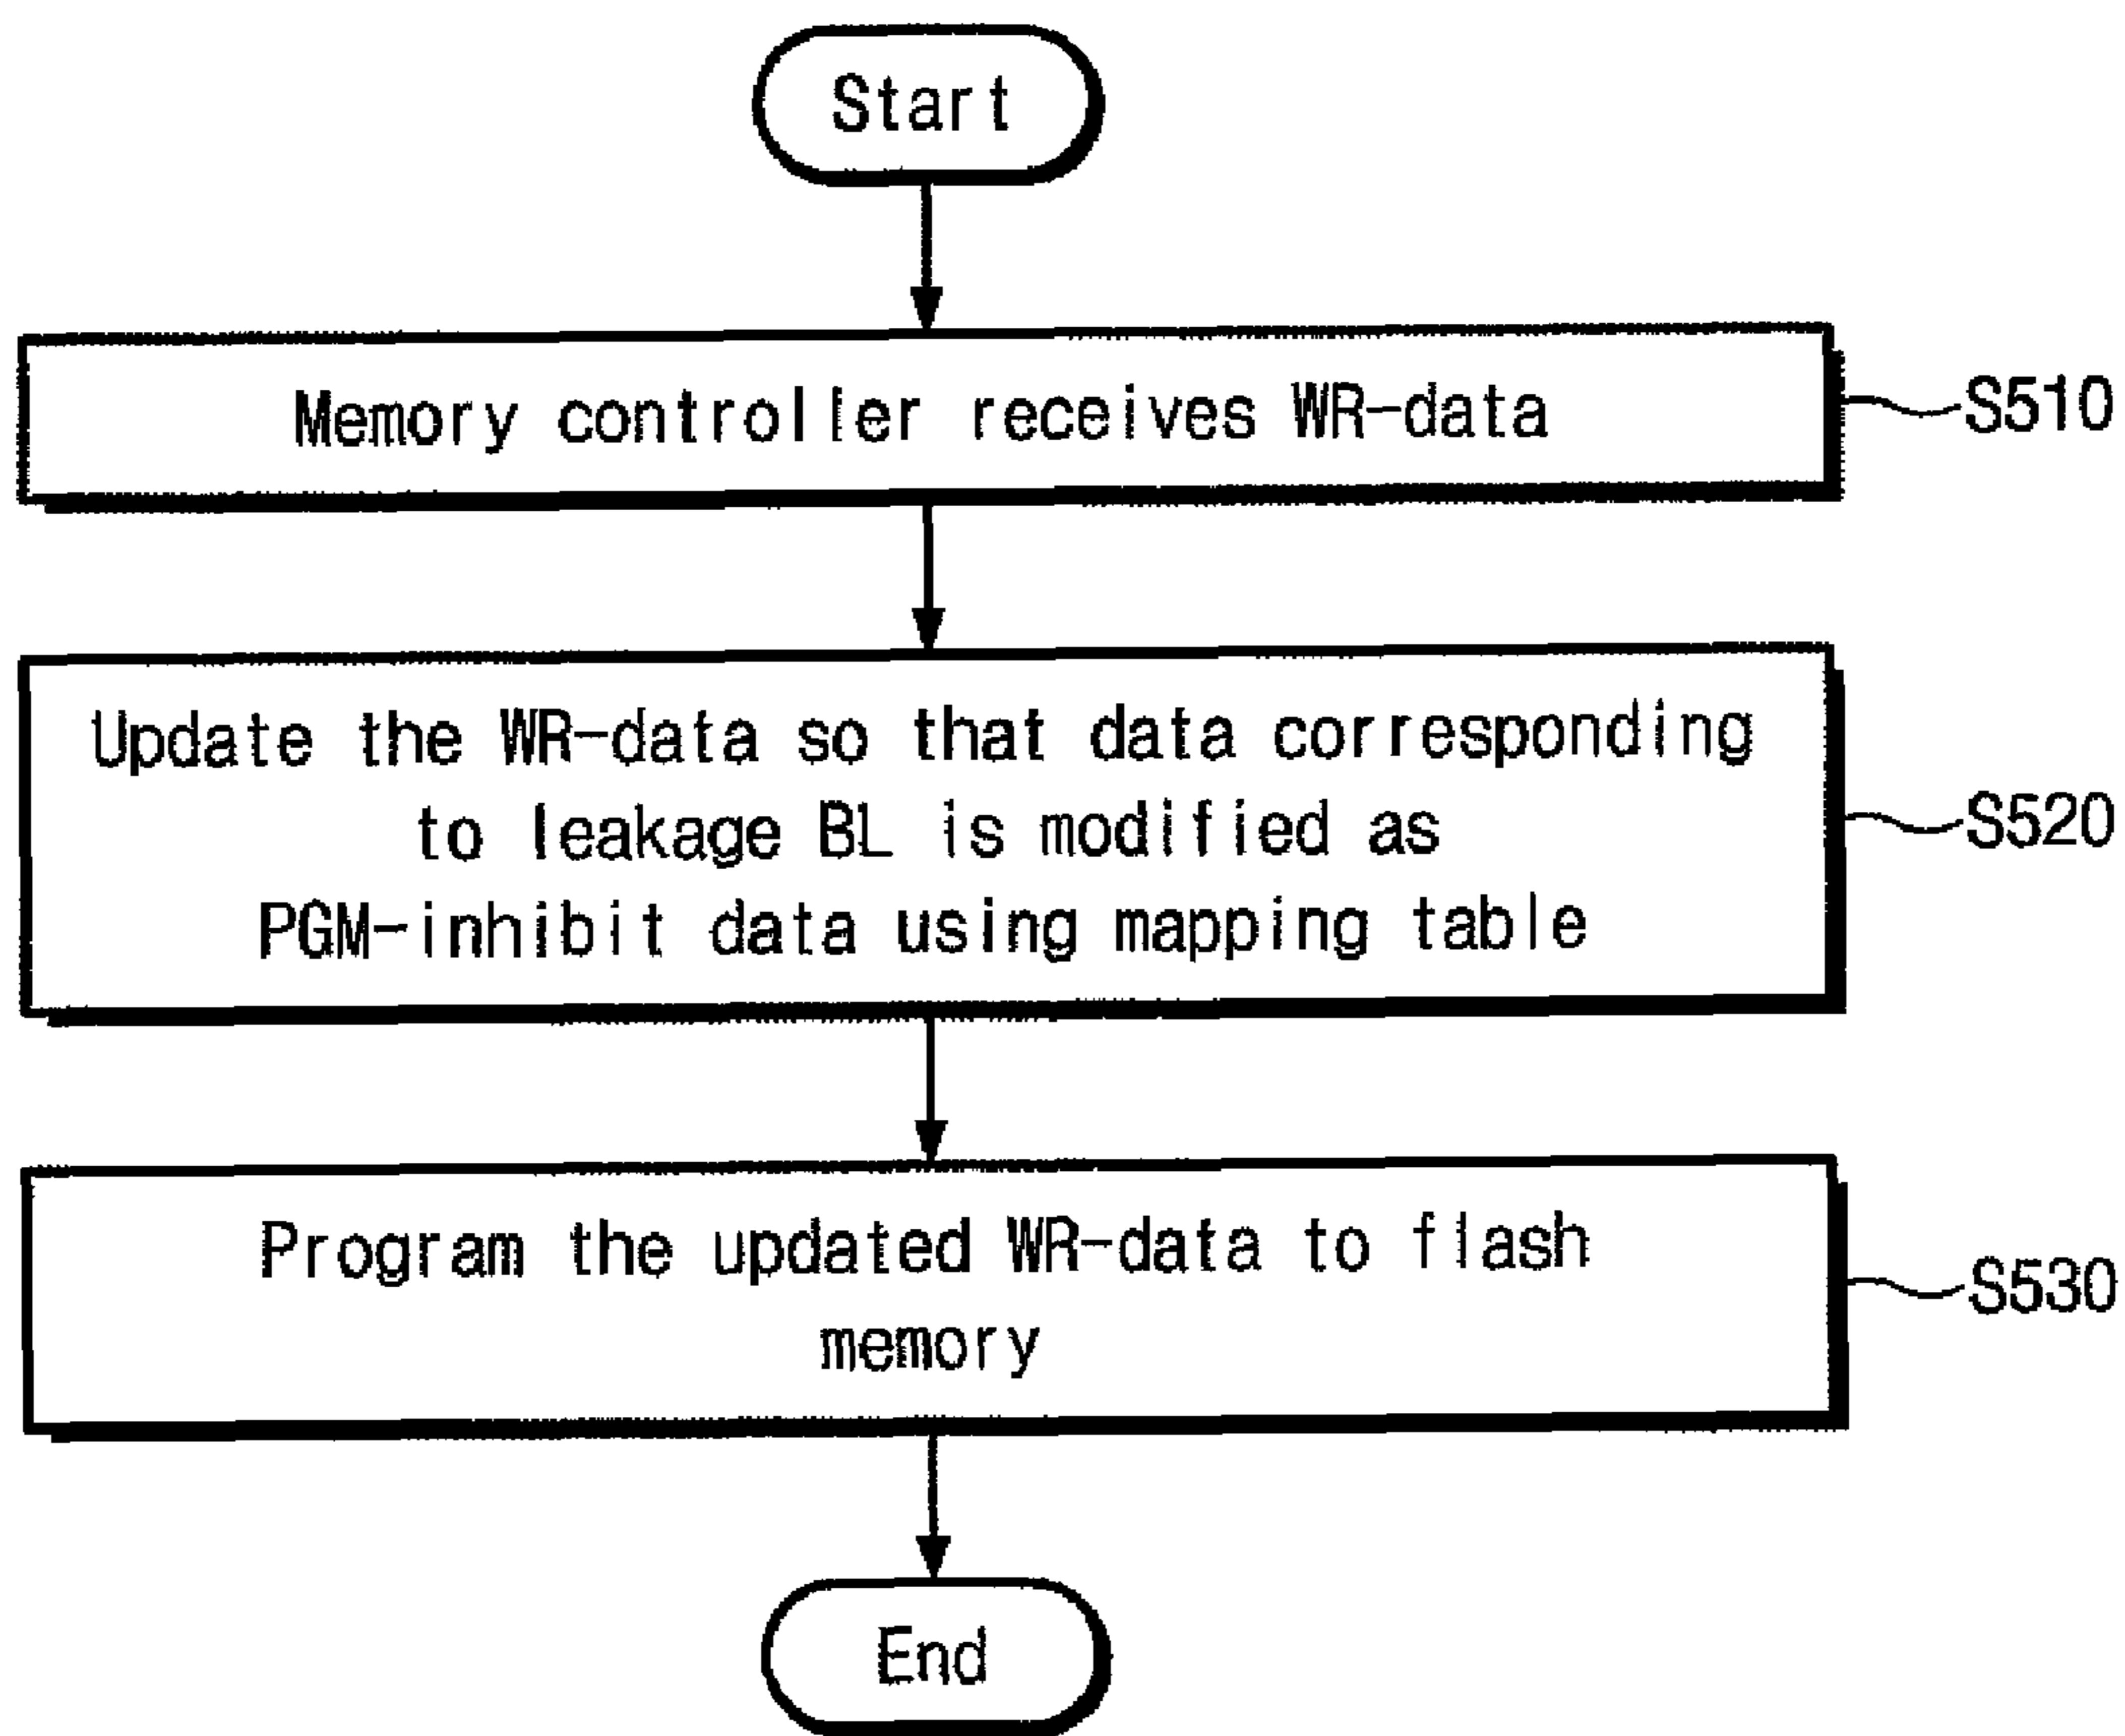 Start
Memory controller receives WR-data
S510
Update the WR-data so that data corresponding
to leakage BL is modified as
PGM-inhibit data using mapping table
S520
Program the updated WR-data to flash
memory
S530
End